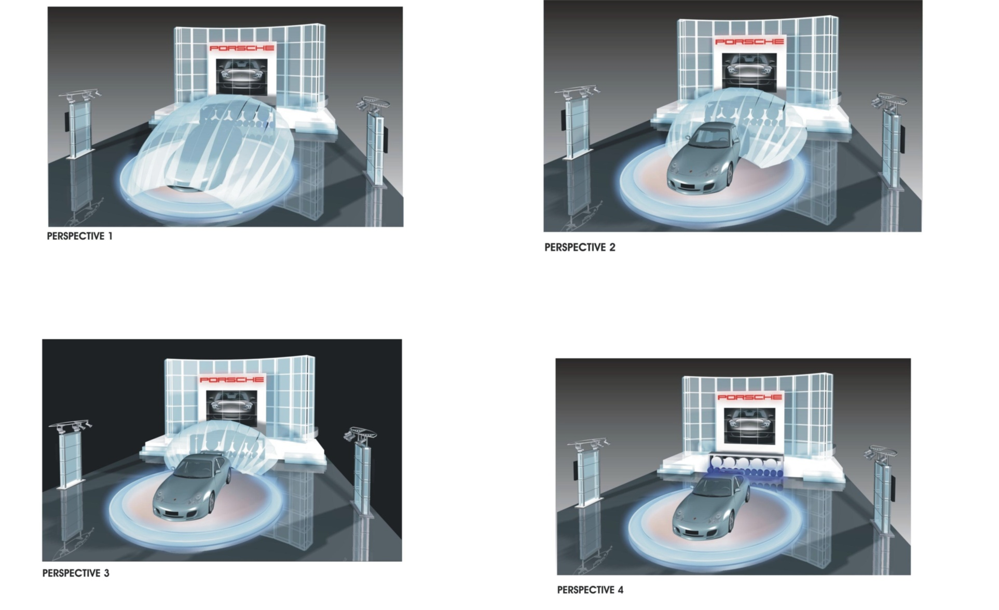 PORSCHE
PERSPECTIVE 1
PORSCHE
PERSPECTIVE 2
PORSCHE
PERSPECTIVE 3
PORSCHE
PERSPECTIVE 4